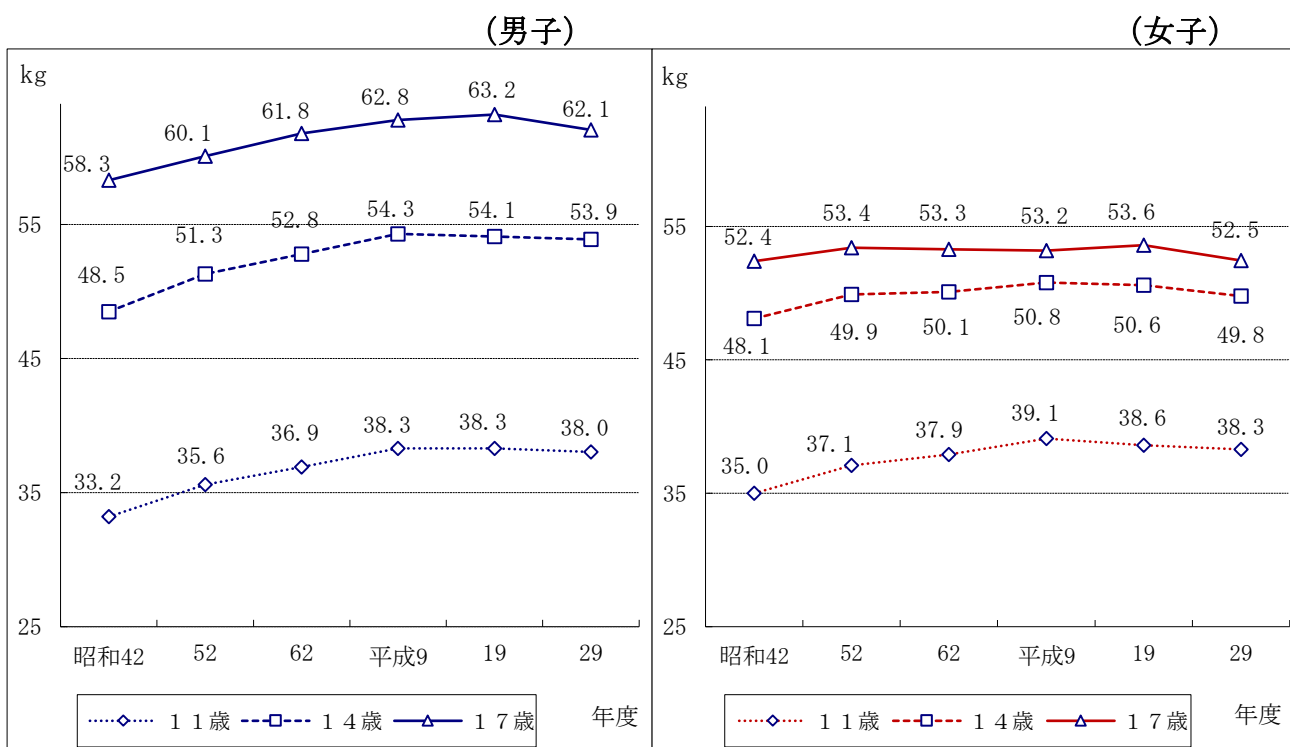 (男子)
kg
58.3 60.1 61.8 62.8 63.2 62.1
55
48.5 51.3 52.8 54.3 54.1 53.9
45
33.2 35.6 36.9 38.3 38.3 38.0
35
25
昭和42 52 62 平成9 19 29
年度
11歳 14歳 17歳
(女子)
kg
55
52.4 53.4 53.3 53.2 53.6 52.5
48.1 49.9 50.1 50.8 50.6 49.8
45
35.0 37.1 37.9 39.1 38.6 38.3
35
25
昭和42 52 62 平成9 19 29
年度
11歳 14歳 17歳